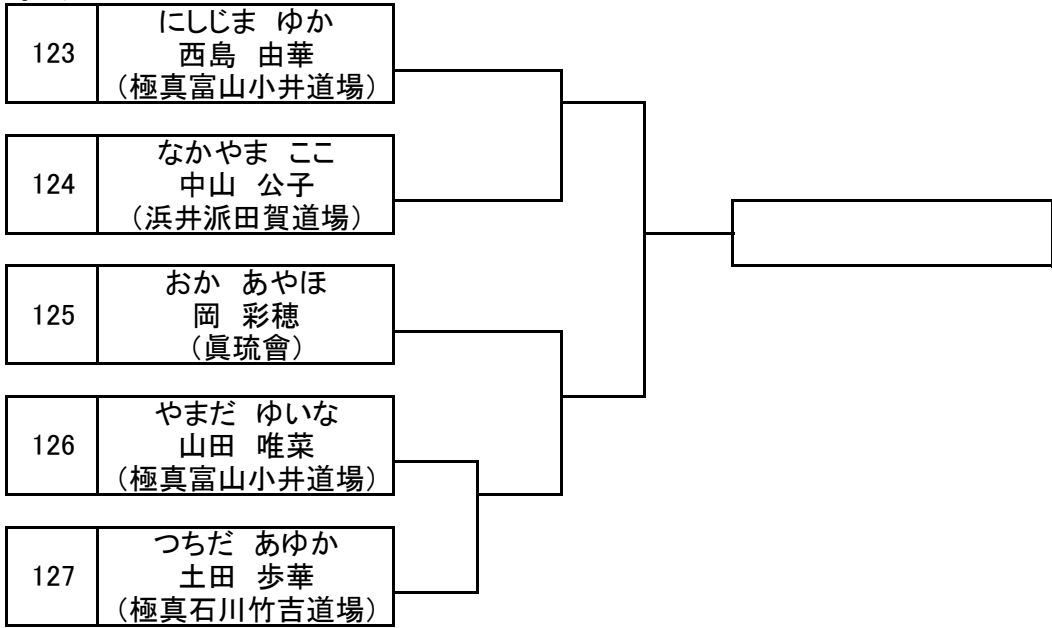 123
にしじま ゆか
西島 由華
（極真富山小井道場）
124
なかやま ここ
中山 公子
（浜井派田賀道場）
125
おか あやほ
岡 彩穂
（眞琉會）
126
やまだ ゆいな
山田 唯菜
（極真富山小井道場）
127
つちだ あゆか
土田 歩華
（極真石川竹吉道場）